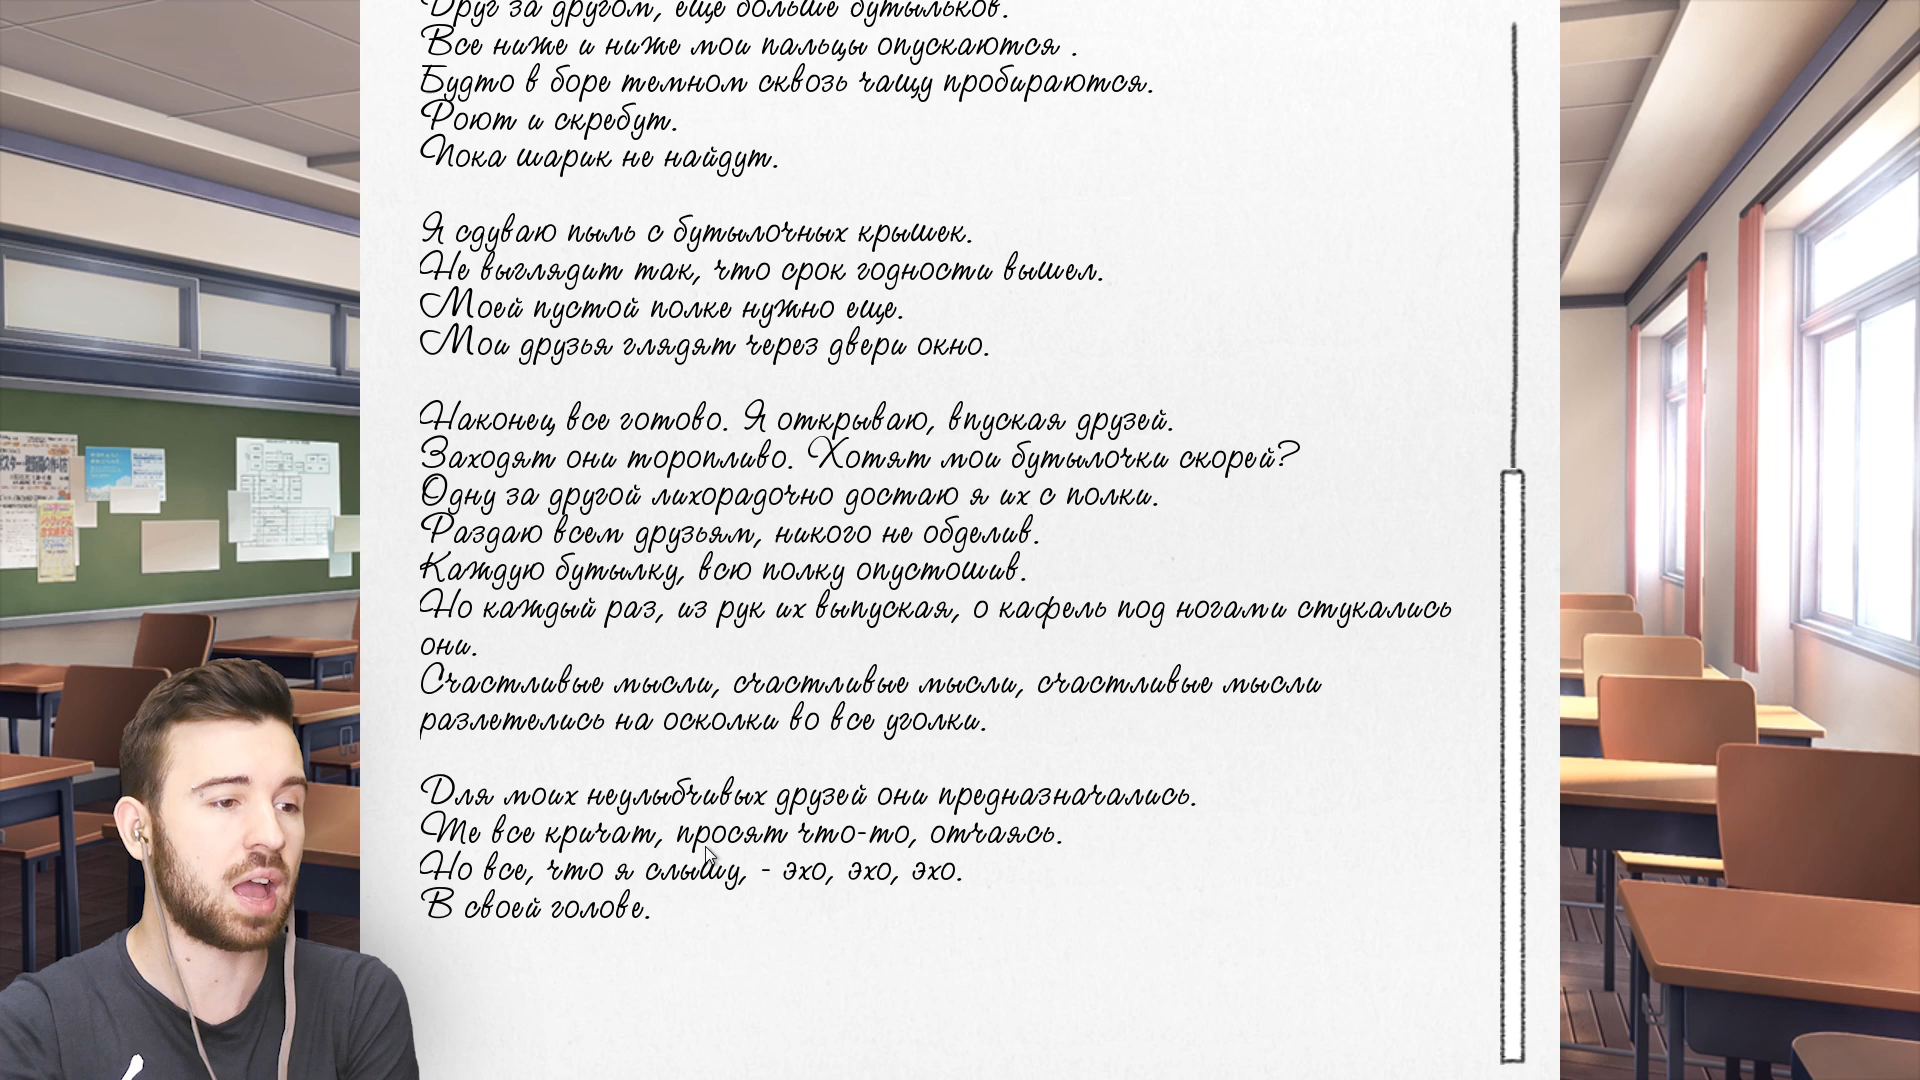 Друг за другом, еще больше бутыльков.
Все ниже и ниже мои пальцы опускаются .
Будто в боре темном сквозь чащу пробираются.
Роют и скребут.
Пока шарик не найдут.
Я сдуваю пыль с бутылочных крышек.
Не выглядит так, что срок годности вышел.
Моей пустой полке нужно еще.
Мои друзья глядят через двери окно.
Наконец все готово. Я открываю, впуская друзей.
Заходят они торопливо. Хотят мои бутылочки скорей?
Одну за другой лихорадочно достаю я их с полки.
Раздаю всем друзьям, никого не обделив.
Каждую бутылку, всю полку опустошив.
Но каждый раз, из рук их выпуская, о кафель под ногами стукались
они.
Счастливые мысли, счастливые мысли, счастливые мысли
разлетелись на осколки во все уголки.
Для моих неулыбчивых друзей они предназначались.
Те все кричат, просят что-то, отчаясь.
Но все, что я слышу, - эхо, эхо, эхо.
В своей голове.